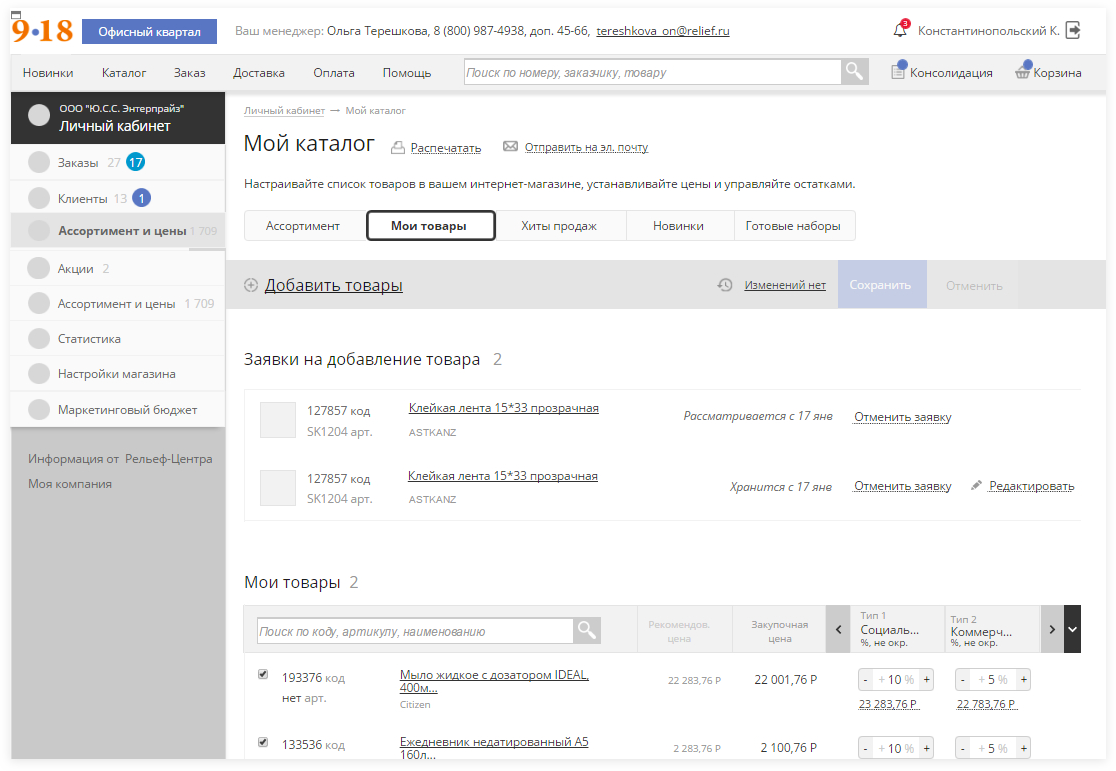 9·18 Офисный квартал Ваш менеджер: Ольга Терешкова, 8 (800) 987-4938, доп. 45-66, tereshkova_on@relief.ru 3 Константинопольский К.
Новинки Каталог Заказ Доставка Оплата Помощь Поиск по номеру, заказчику, товару Консолидация Корзина
ООО "Ю.С.С. Энтерпрайз"
Личный кабинет
Заказы 27 17
Клиенты 13 1
Ассортимент и цены 1 709
Акции 2
Ассортимент и цены 1 709
Статистика
Настройки магазина
Маркетинговый бюджет
Информация от Рельеф-Центра
Моя компания
Личный кабинет → Мой каталог
Мой каталог Распечатать Отправить на эл. почту
Настраивайте список товаров в вашем интернет-магазине, устанавливайте цены и управляйте остатками.
Ассортимент Мои товары Хиты продаж Новинки Готовые наборы
Добавить товары Изменений нет Сохранить Отменить
Заявки на добавление товара 2
127857 код Клейкая лента 15*33 прозрачная Рассматривается с 17 янв Отменить заявку
SK1204 арт. ASTKANZ
127857 код Клейкая лента 15*33 прозрачная Хранится с 17 янв Отменить заявку Редактировать
SK1204 арт. ASTKANZ
Мои товары 2
Поиск по коду, артикулу, наименованию
Рекомендов.
цена
Закупочная
цена
Тип 1
Социаль...
%, не окр.
Тип 2
Коммерч...
%, не окр.
193376 код Мыло жидкое с дозатором IDEAL, 22 283,76 Р 22 001,76 Р - + 10 % + - + 5 % +
нет арт. 400м... 23 283,76 Р 22 783,76 Р
Citizen
133536 код Ежедневник недатированный А5 2 283,76 Р 2 100,76 Р - + 10 % + - + 5 % +
160л...